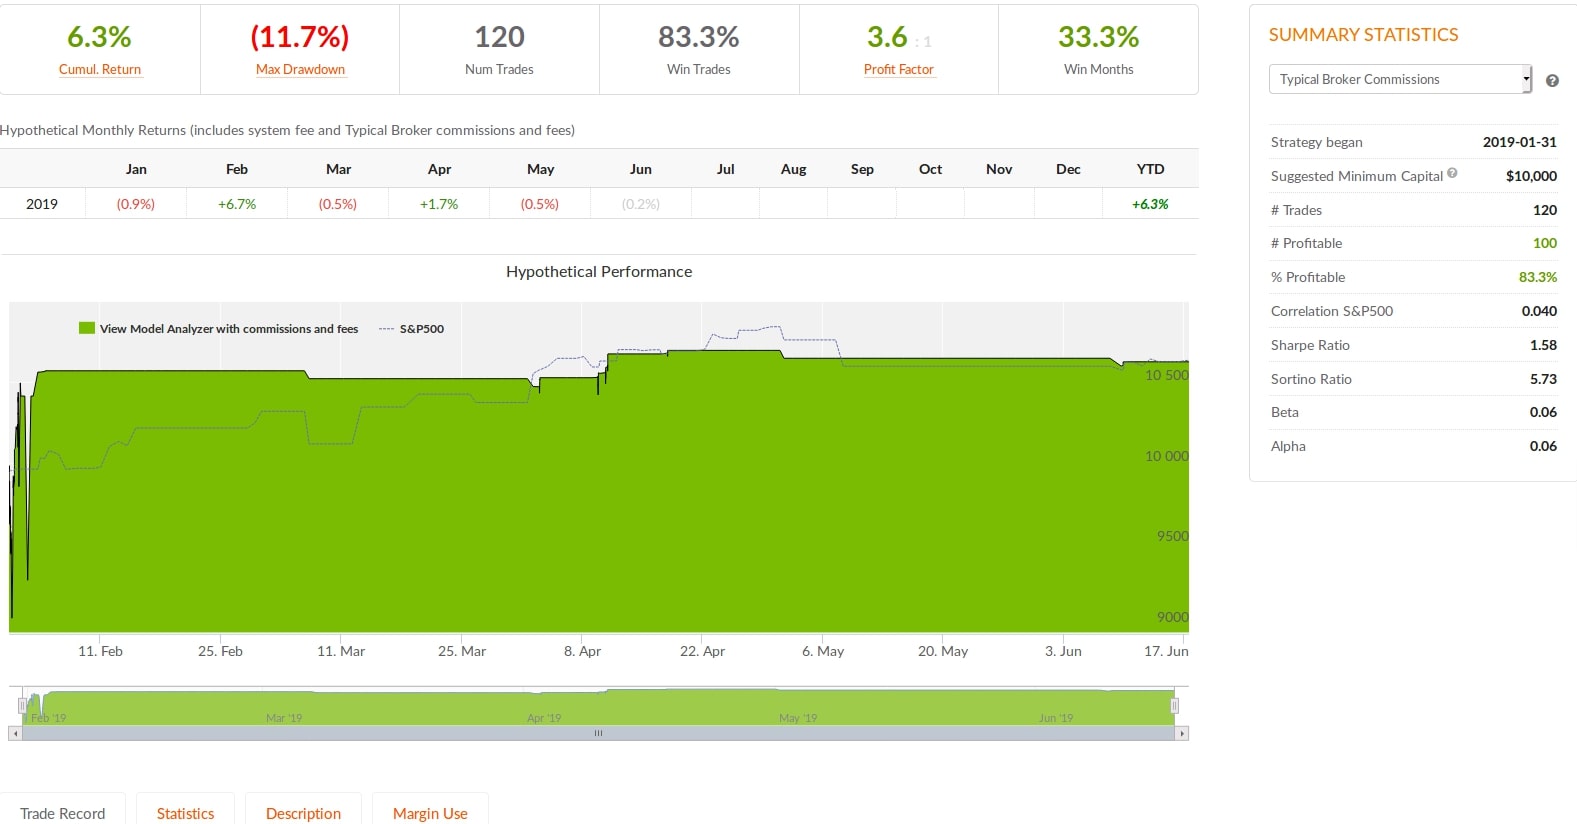 6.3% (11.7%) 120 83.3% 3.6 : 1 33.3%
Cumul. Return Max Drawdown Num Trades Win Trades Profit Factor Win Months
Hypothetical Monthly Returns (includes system fee and Typical Broker commissions and fees)
Jan Feb Mar Apr May Jun Jul Aug Sep Oct Nov Dec YTD
2019 (0.9%) +6.7% (0.5%) +1.7% (0.5%) (0.2%) +6.3%
Hypothetical Performance
View Model Analyzer with commissions and fees S&P500
10 500
10 000
9500
9000
11. Feb 25. Feb 11. Mar 25. Mar 8. Apr 22. Apr 6. May 20. May 3. Jun 17. Jun
Feb '19 Mar '19 Apr '19 May '19 Jun '19
Trade Record Statistics Description Margin Use
SUMMARY STATISTICS
Typical Broker Commissions ?
Strategy began 2019-01-31
Suggested Minimum Capital ? $10,000
# Trades 120
# Profitable 100
% Profitable 83.3%
Correlation S&P500 0.040
Sharpe Ratio 1.58
Sortino Ratio 5.73
Beta 0.06
Alpha 0.06